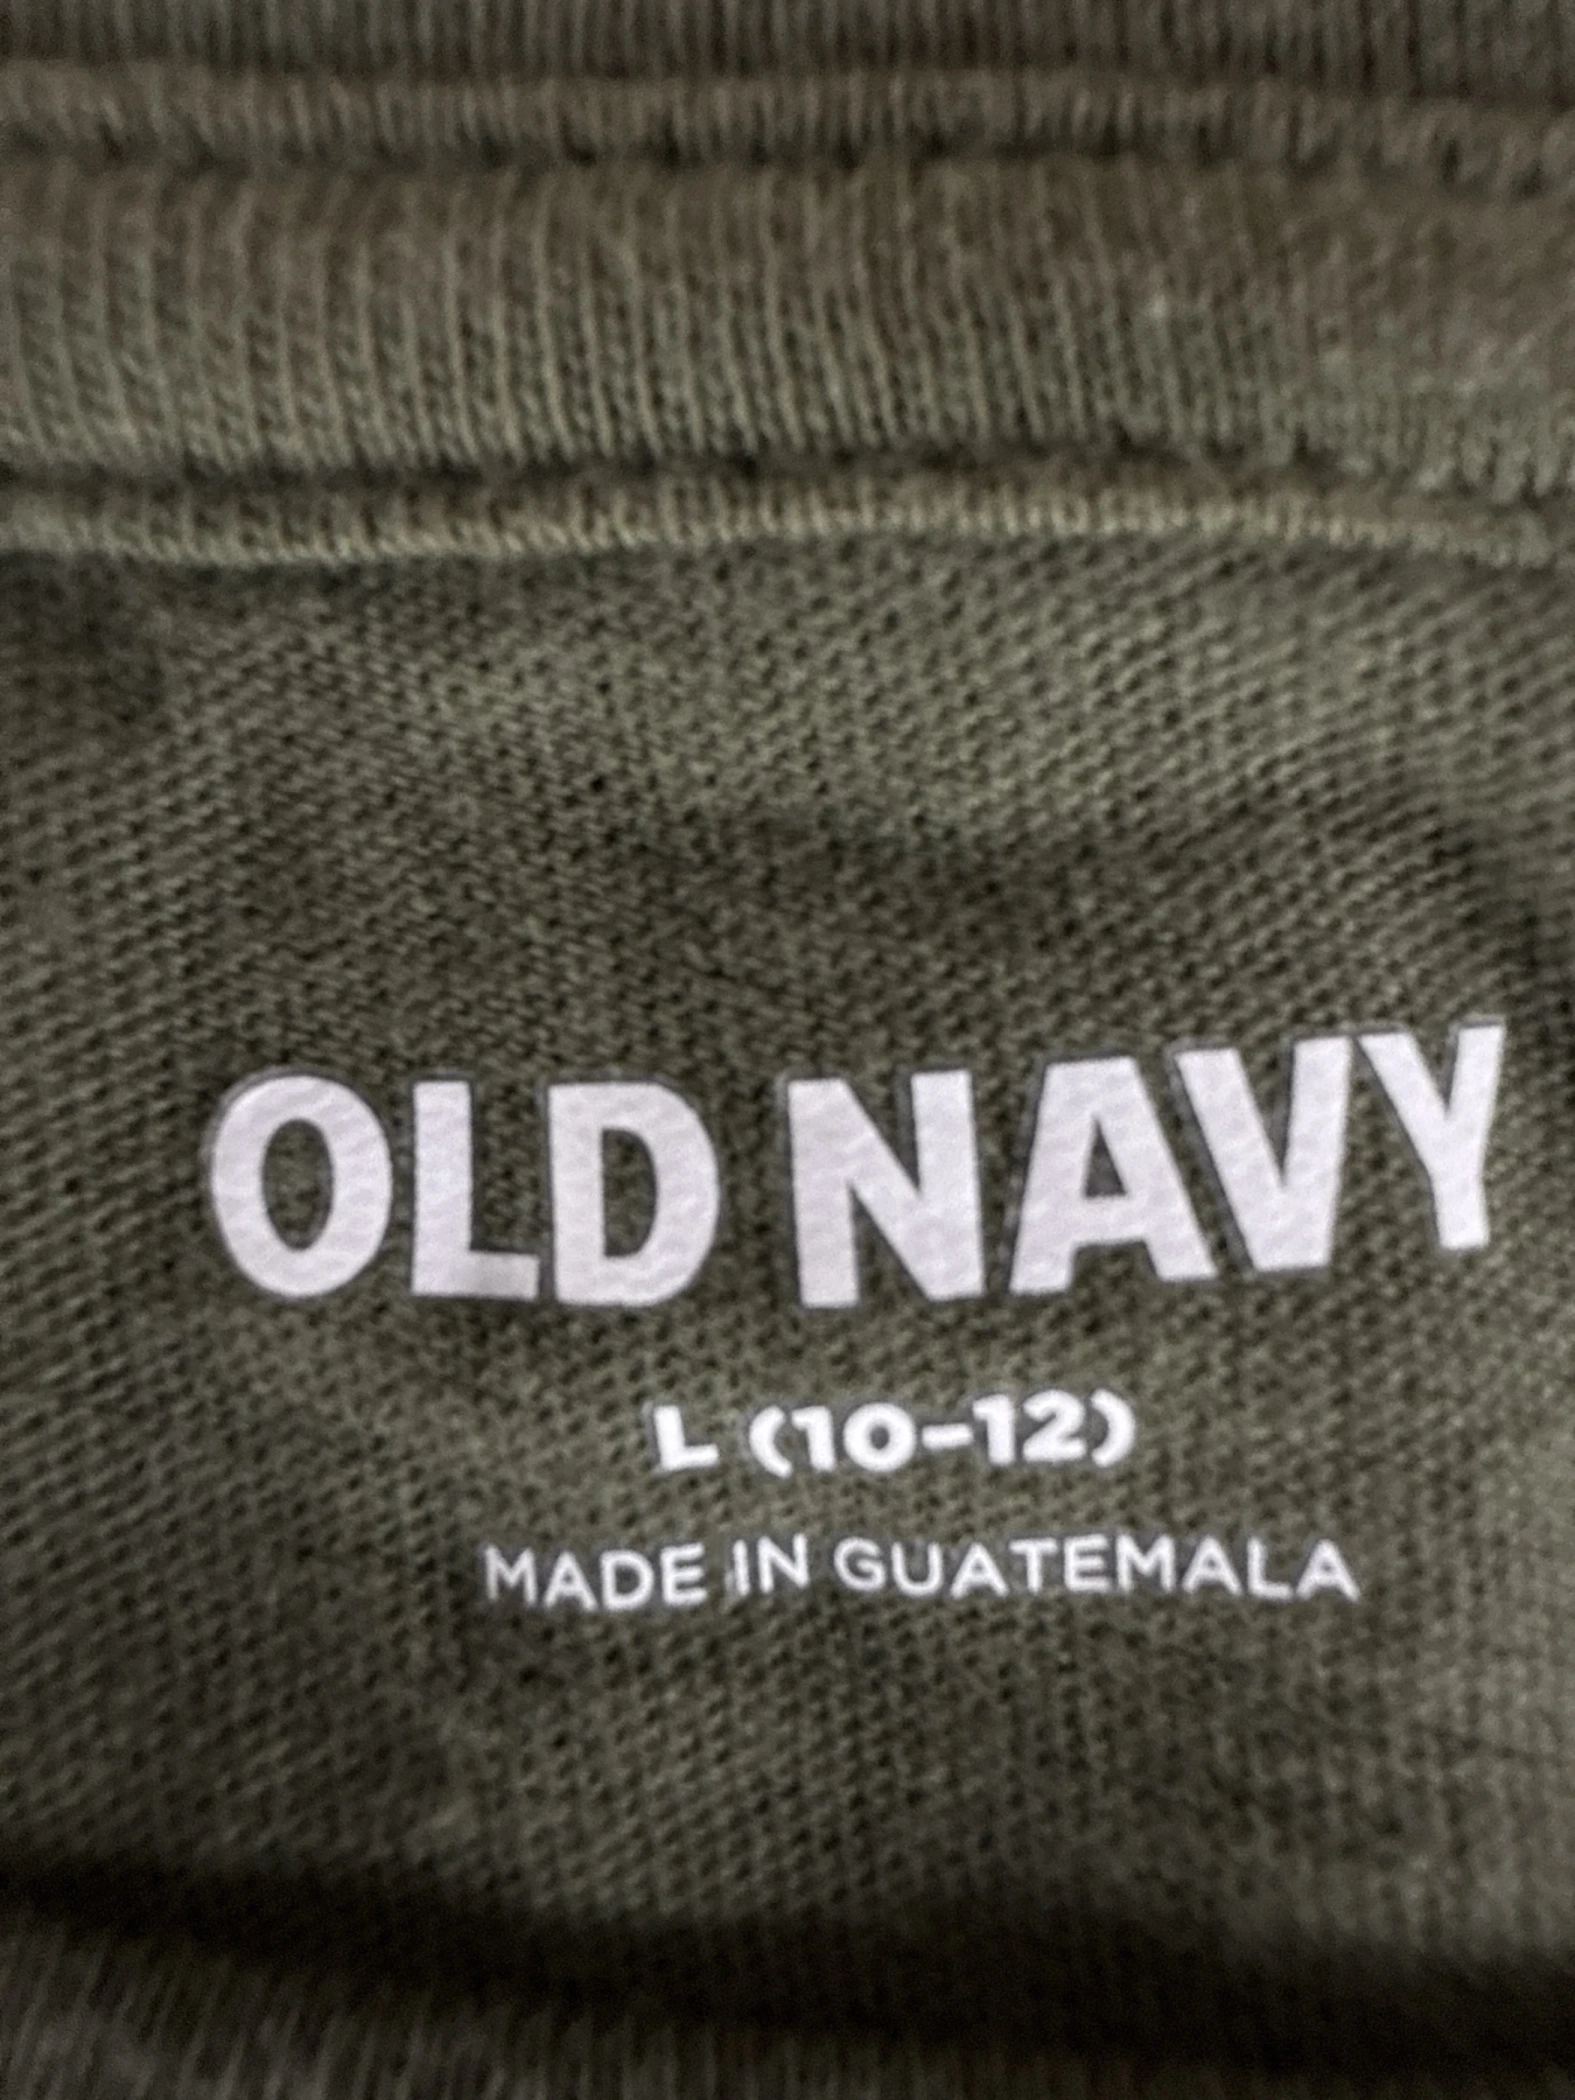 OLD NAVY
L (10-12)
MADE IN GUATEMALA